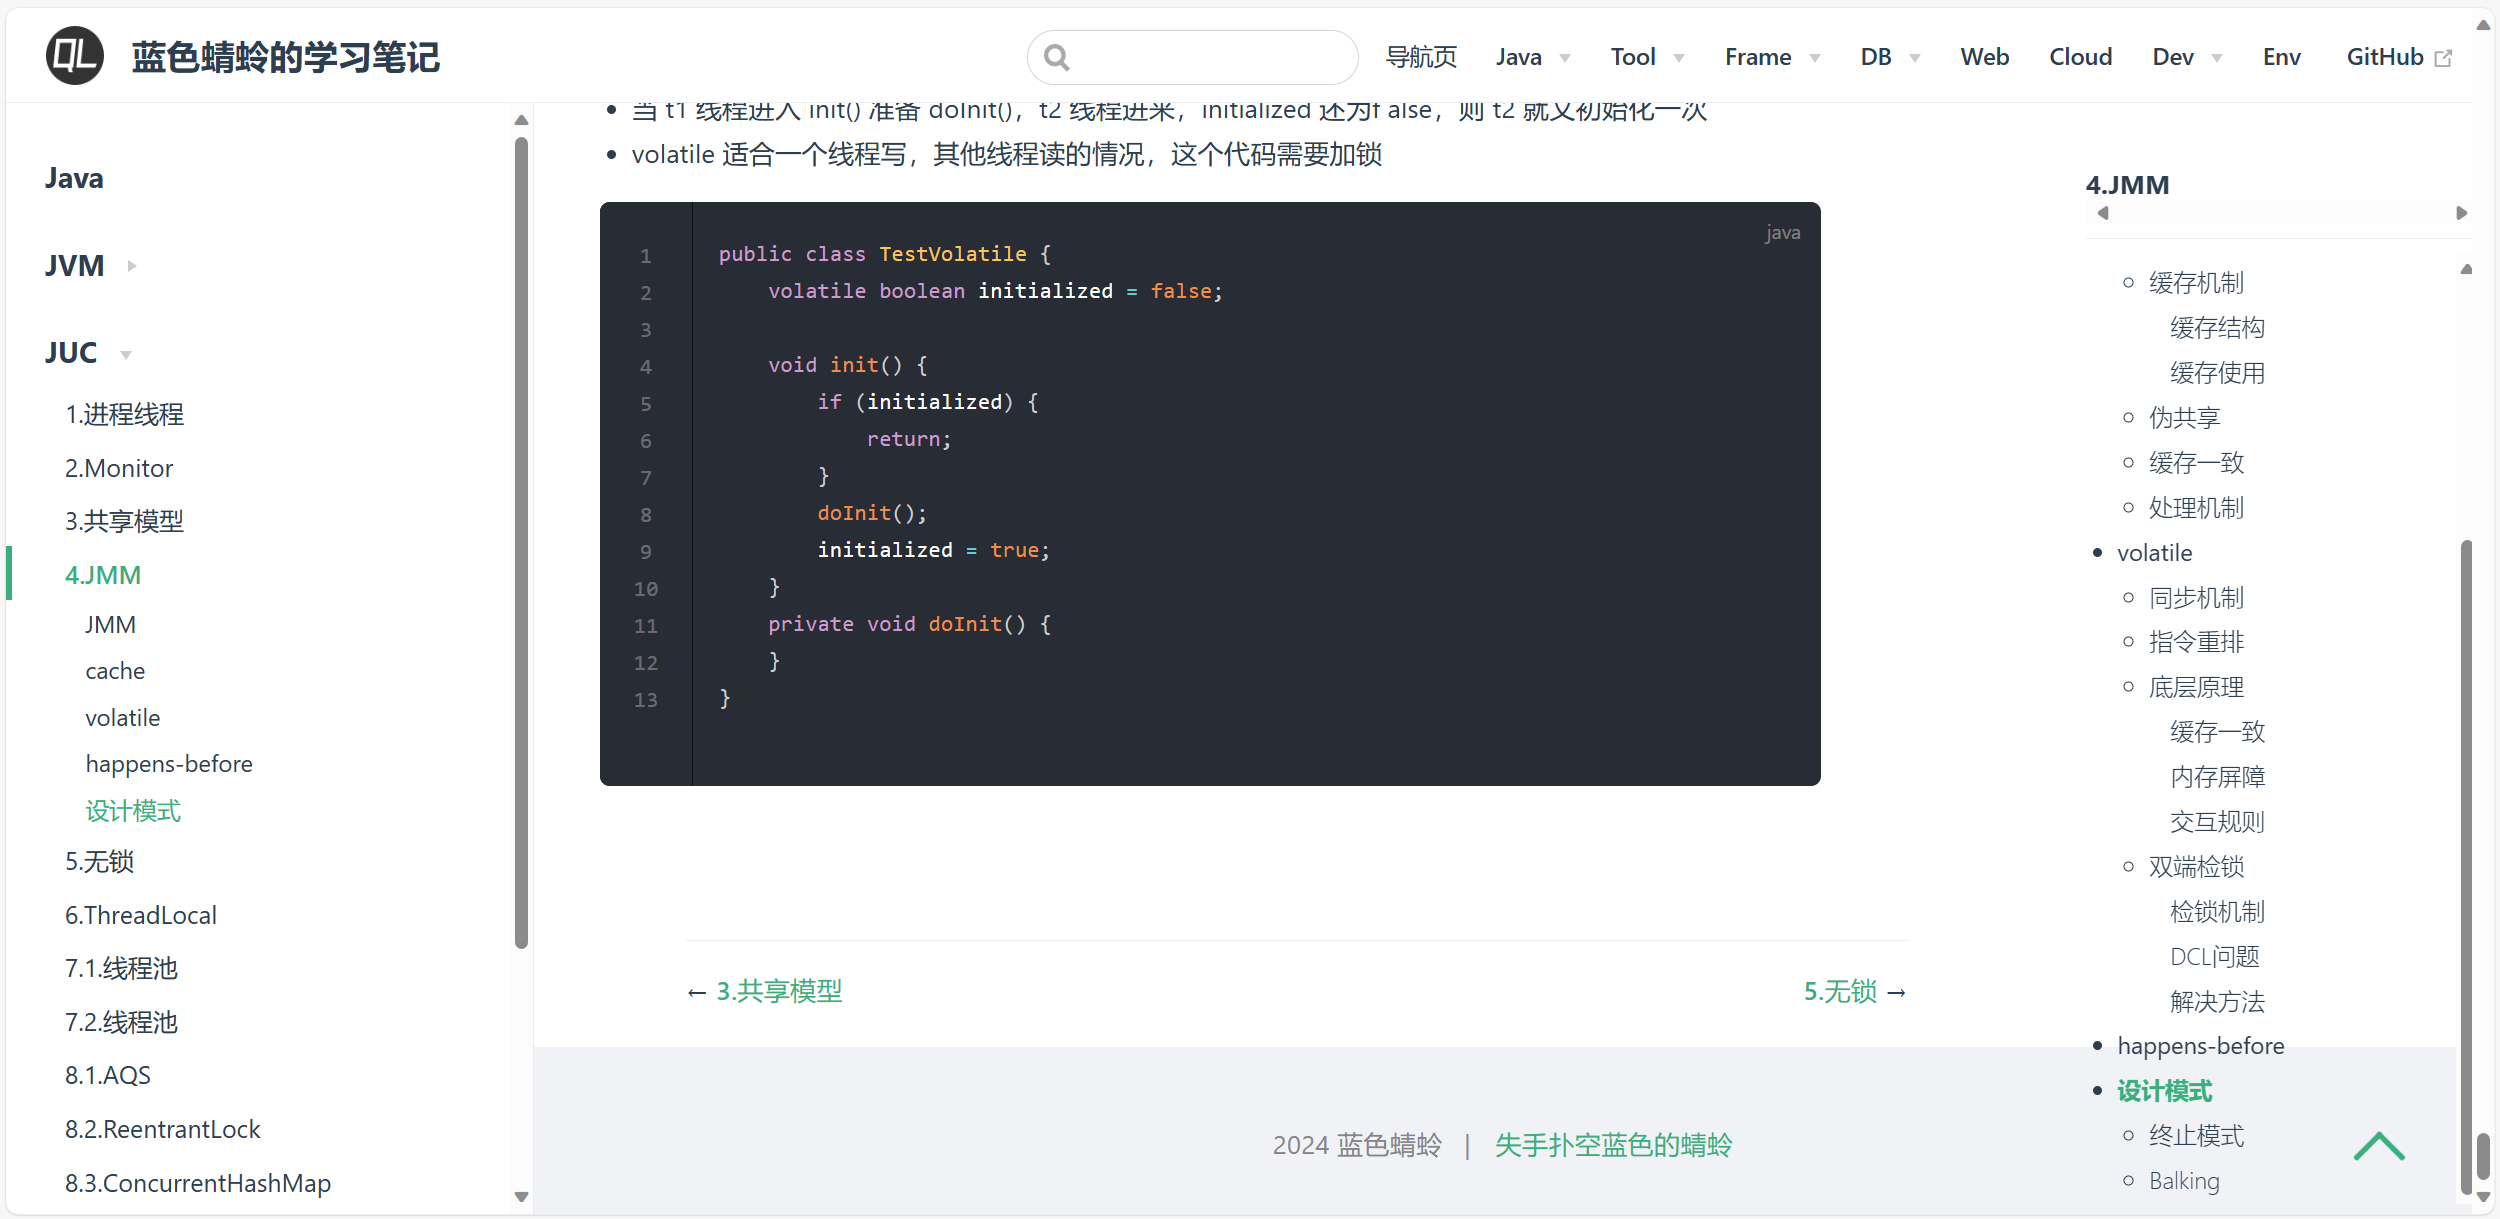 QL 蓝色蜻蛉的学习笔记
导航页 Java Tool Frame DB Web Cloud Dev Env GitHub
Java
JVM
JUC
1.进程线程
2.Monitor
3.共享模型
4.JMM
JMM
cache
volatile
happens-before
设计模式
5.无锁
6.ThreadLocal
7.1.线程池
7.2.线程池
8.1.AQS
8.2.ReentrantLock
8.3.ConcurrentHashMap
当 t1 线程进入 init() 准备 doInit()，t2 线程进来，initialized 还为f alse，则 t2 就又初始化一次
volatile 适合一个线程写，其他线程读的情况，这个代码需要加锁
java
1 public class TestVolatile {
2 volatile boolean initialized = false;
3
4 void init() {
5 if (initialized) {
6 return;
7 }
8 doInit();
9 initialized = true;
10 }
11 private void doInit() {
12 }
13 }
← 3.共享模型
5.无锁 →
2024 蓝色蜻蛉 | 失手扑空蓝色的蜻蛉
4.JMM
缓存机制
缓存结构
缓存使用
伪共享
缓存一致
处理机制
volatile
同步机制
指令重排
底层原理
缓存一致
内存屏障
交互规则
双端检锁
检锁机制
DCL问题
解决方法
happens-before
设计模式
终止模式
Balking